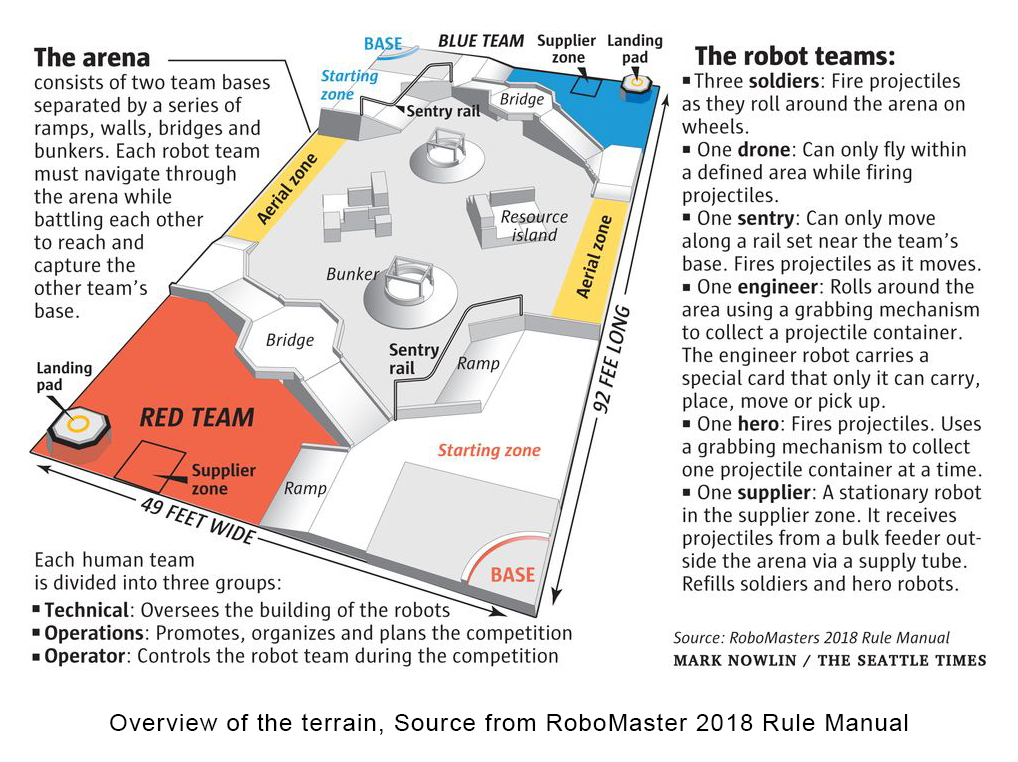 The arena
consists of two team bases
separated by a series of
ramps, walls, bridges and
bunkers. Each robot team
must navigate through
the arena while
battling each other
to reach and
capture the
other team's
base.
BASE
BLUE TEAM
Supplier
zone
Landing
pad
Starting
zone
Sentry rail
Bridge
Aerial zone
Resource
island
Aerial zone
Bunker
Bridge
Sentry
rail
Ramp
92 FEE LONG
Landing
pad
RED TEAM
Supplier
zone
Starting zone
Ramp
49 FEET WIDE
BASE
Each human team
is divided into three groups:
▪ Technical: Oversees the building of the robots
▪ Operations: Promotes, organizes and plans the competition
▪ Operator: Controls the robot team during the competition
The robot teams:
▪ Three soldiers: Fire projectiles
as they roll around the arena on
wheels.
▪ One drone: Can only fly within
a defined area while firing
projectiles.
▪ One sentry: Can only move
along a rail set near the team's
base. Fires projectiles as it moves.
▪ One engineer: Rolls around the
area using a grabbing mechanism
to collect a projectile container.
The engineer robot carries a
special card that only it can carry,
place, move or pick up.
▪ One hero: Fires projectiles. Uses
a grabbing mechanism to collect
one projectile container at a time.
▪ One supplier: A stationary robot
in the supplier zone. It receives
projectiles from a bulk feeder out-
side the arena via a supply tube.
Refills soldiers and hero robots.
Source: RoboMasters 2018 Rule Manual
MARK NOWLIN / THE SEATTLE TIMES
Overview of the terrain, Source from RoboMaster 2018 Rule Manual